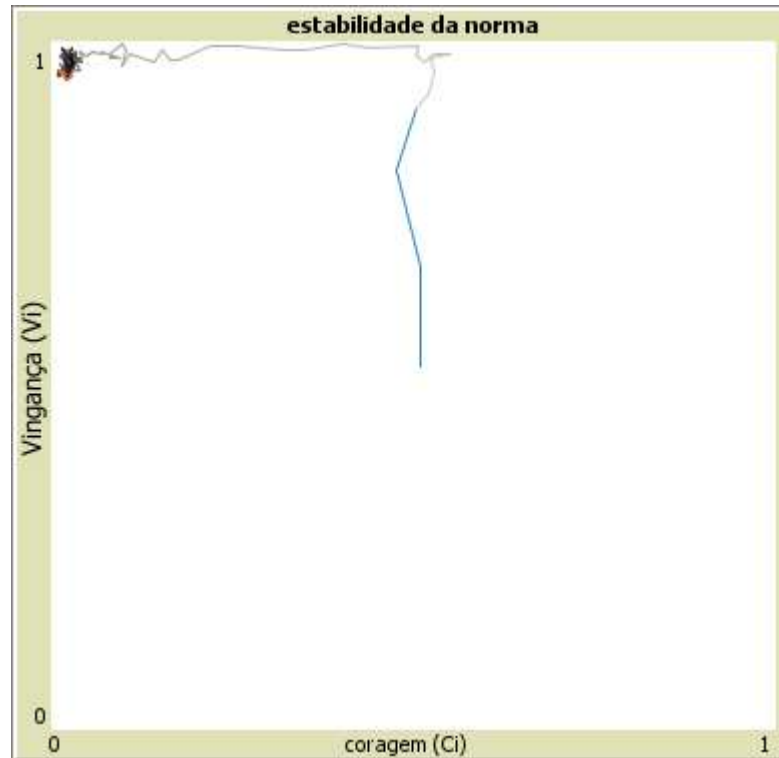 estabilidade da norma
1
Vingança (Vi)
0
0 coragem (Ci) 1